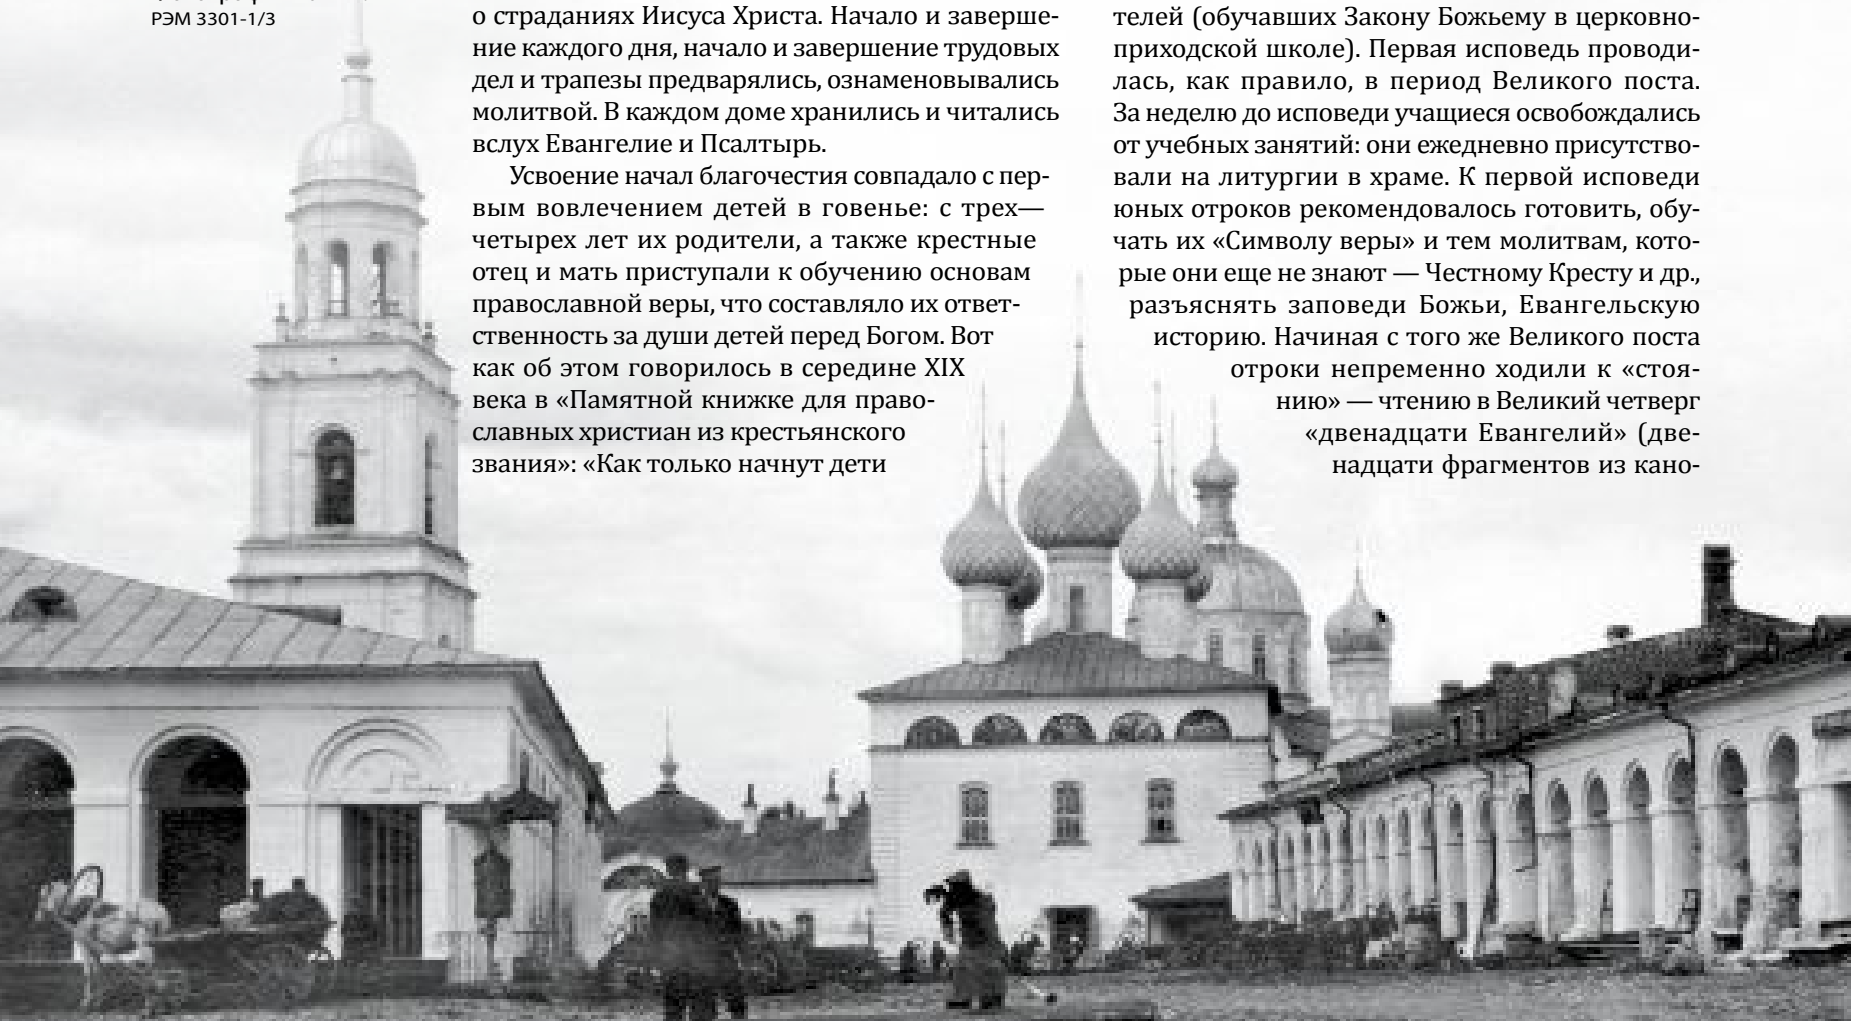 РЭМ 3301-1/3
о страданиях Иисуса Христа. Начало и заверше-
ние каждого дня, начало и завершение трудовых
дел и трапезы предварялись, ознаменовывались
молитвой. В каждом доме хранились и читались
вслух Евангелие и Псалтырь.
Усвоение начал благочестия совпадало с пер-
вым вовлечением детей в говенье: с трех—
четырех лет их родители, а также крестные
отец и мать приступали к обучению основам
православной веры, что составляло их ответ-
ственность за души детей перед Богом. Вот
как об этом говорилось в середине XIX
века в «Памятной книжке для право-
славных христиан из крестьянского
звания»: «Как только начнут дети
телей (обучавших Закону Божьему в церковно-
приходской школе). Первая исповедь проводи-
лась, как правило, в период Великого поста.
За неделю до исповеди учащиеся освобождались
от учебных занятий: они ежедневно присутство-
вали на литургии в храме. К первой исповеди
юных отроков рекомендовалось готовить, обу-
чать их «Символу веры» и тем молитвам, кото-
рые они еще не знают — Честному Кресту и др.,
разъяснять заповеди Божьи, Евангельскую
историю. Начиная с того же Великого поста
отроки непременно ходили к «стоя-
нию» — чтению в Великий четверг
«двенадцати Евангелий» (две-
надцати фрагментов из кано-